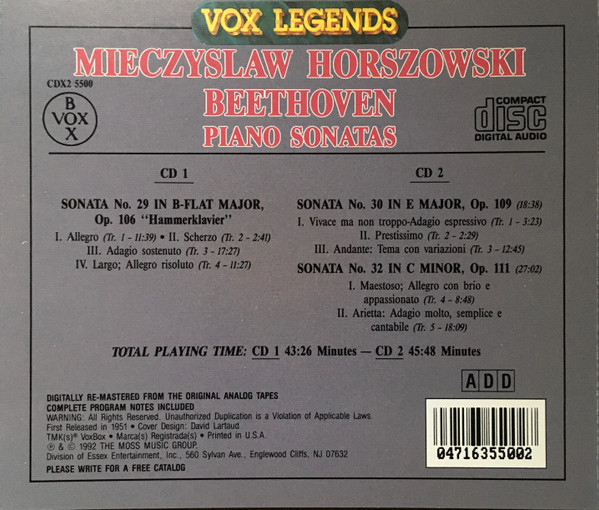 VOX LEGENDS
MIECZYSLAW HORSZOWSKI
BEETHOVEN
PIANO SONATAS
CDX2 5500
B
VOX
X
COMPACT
disc
DIGITAL AUDIO
CD 1
SONATA No. 29 IN B-FLAT MAJOR,
Op. 106 "Hammerklavier"
I. Allegro (Tr. 1 - 11:39) • II. Scherzo (Tr. 2 - 2:41)
III. Adagio sostenuto (Tr. 3 - 17:27)
IV. Largo; Allegro risoluto (Tr. 4 - 11:27)
CD 2
SONATA No. 30 IN E MAJOR, Op. 109 (18:38)
I. Vivace ma non troppo-Adagio espressivo (Tr. 1 - 3:23)
II. Prestissimo (Tr. 2 - 2:29)
III. Andante: Tema con variazioni (Tr. 3 - 12:45)
SONATA No. 32 IN C MINOR, Op. 111 (27:02)
I. Maestoso; Allegro con brio e
appassionato (Tr. 4 - 8:48)
II. Arietta: Adagio molto, semplice e
cantabile (Tr. 5 - 18:09)
TOTAL PLAYING TIME: CD 1 43:26 Minutes — CD 2 45:48 Minutes
ADD
DIGITALLY RE-MASTERED FROM THE ORIGINAL ANALOG TAPES
COMPLETE PROGRAM NOTES INCLUDED
WARNING: All Rights Reserved. Unauthorized Duplication is a Violation of Applicable Laws.
First Released in 1951 • Cover Design: David Lartaud
TMK(s)® VoxBox • Marca(s) Registrada(s) • Printed in U.S.A.
℗ & © 1992 THE MOSS MUSIC GROUP.
Division of Essex Entertainment, Inc., 560 Sylvan Ave., Englewood Cliffs, NJ 07632
PLEASE WRITE FOR A FREE CATALOG
04716355002